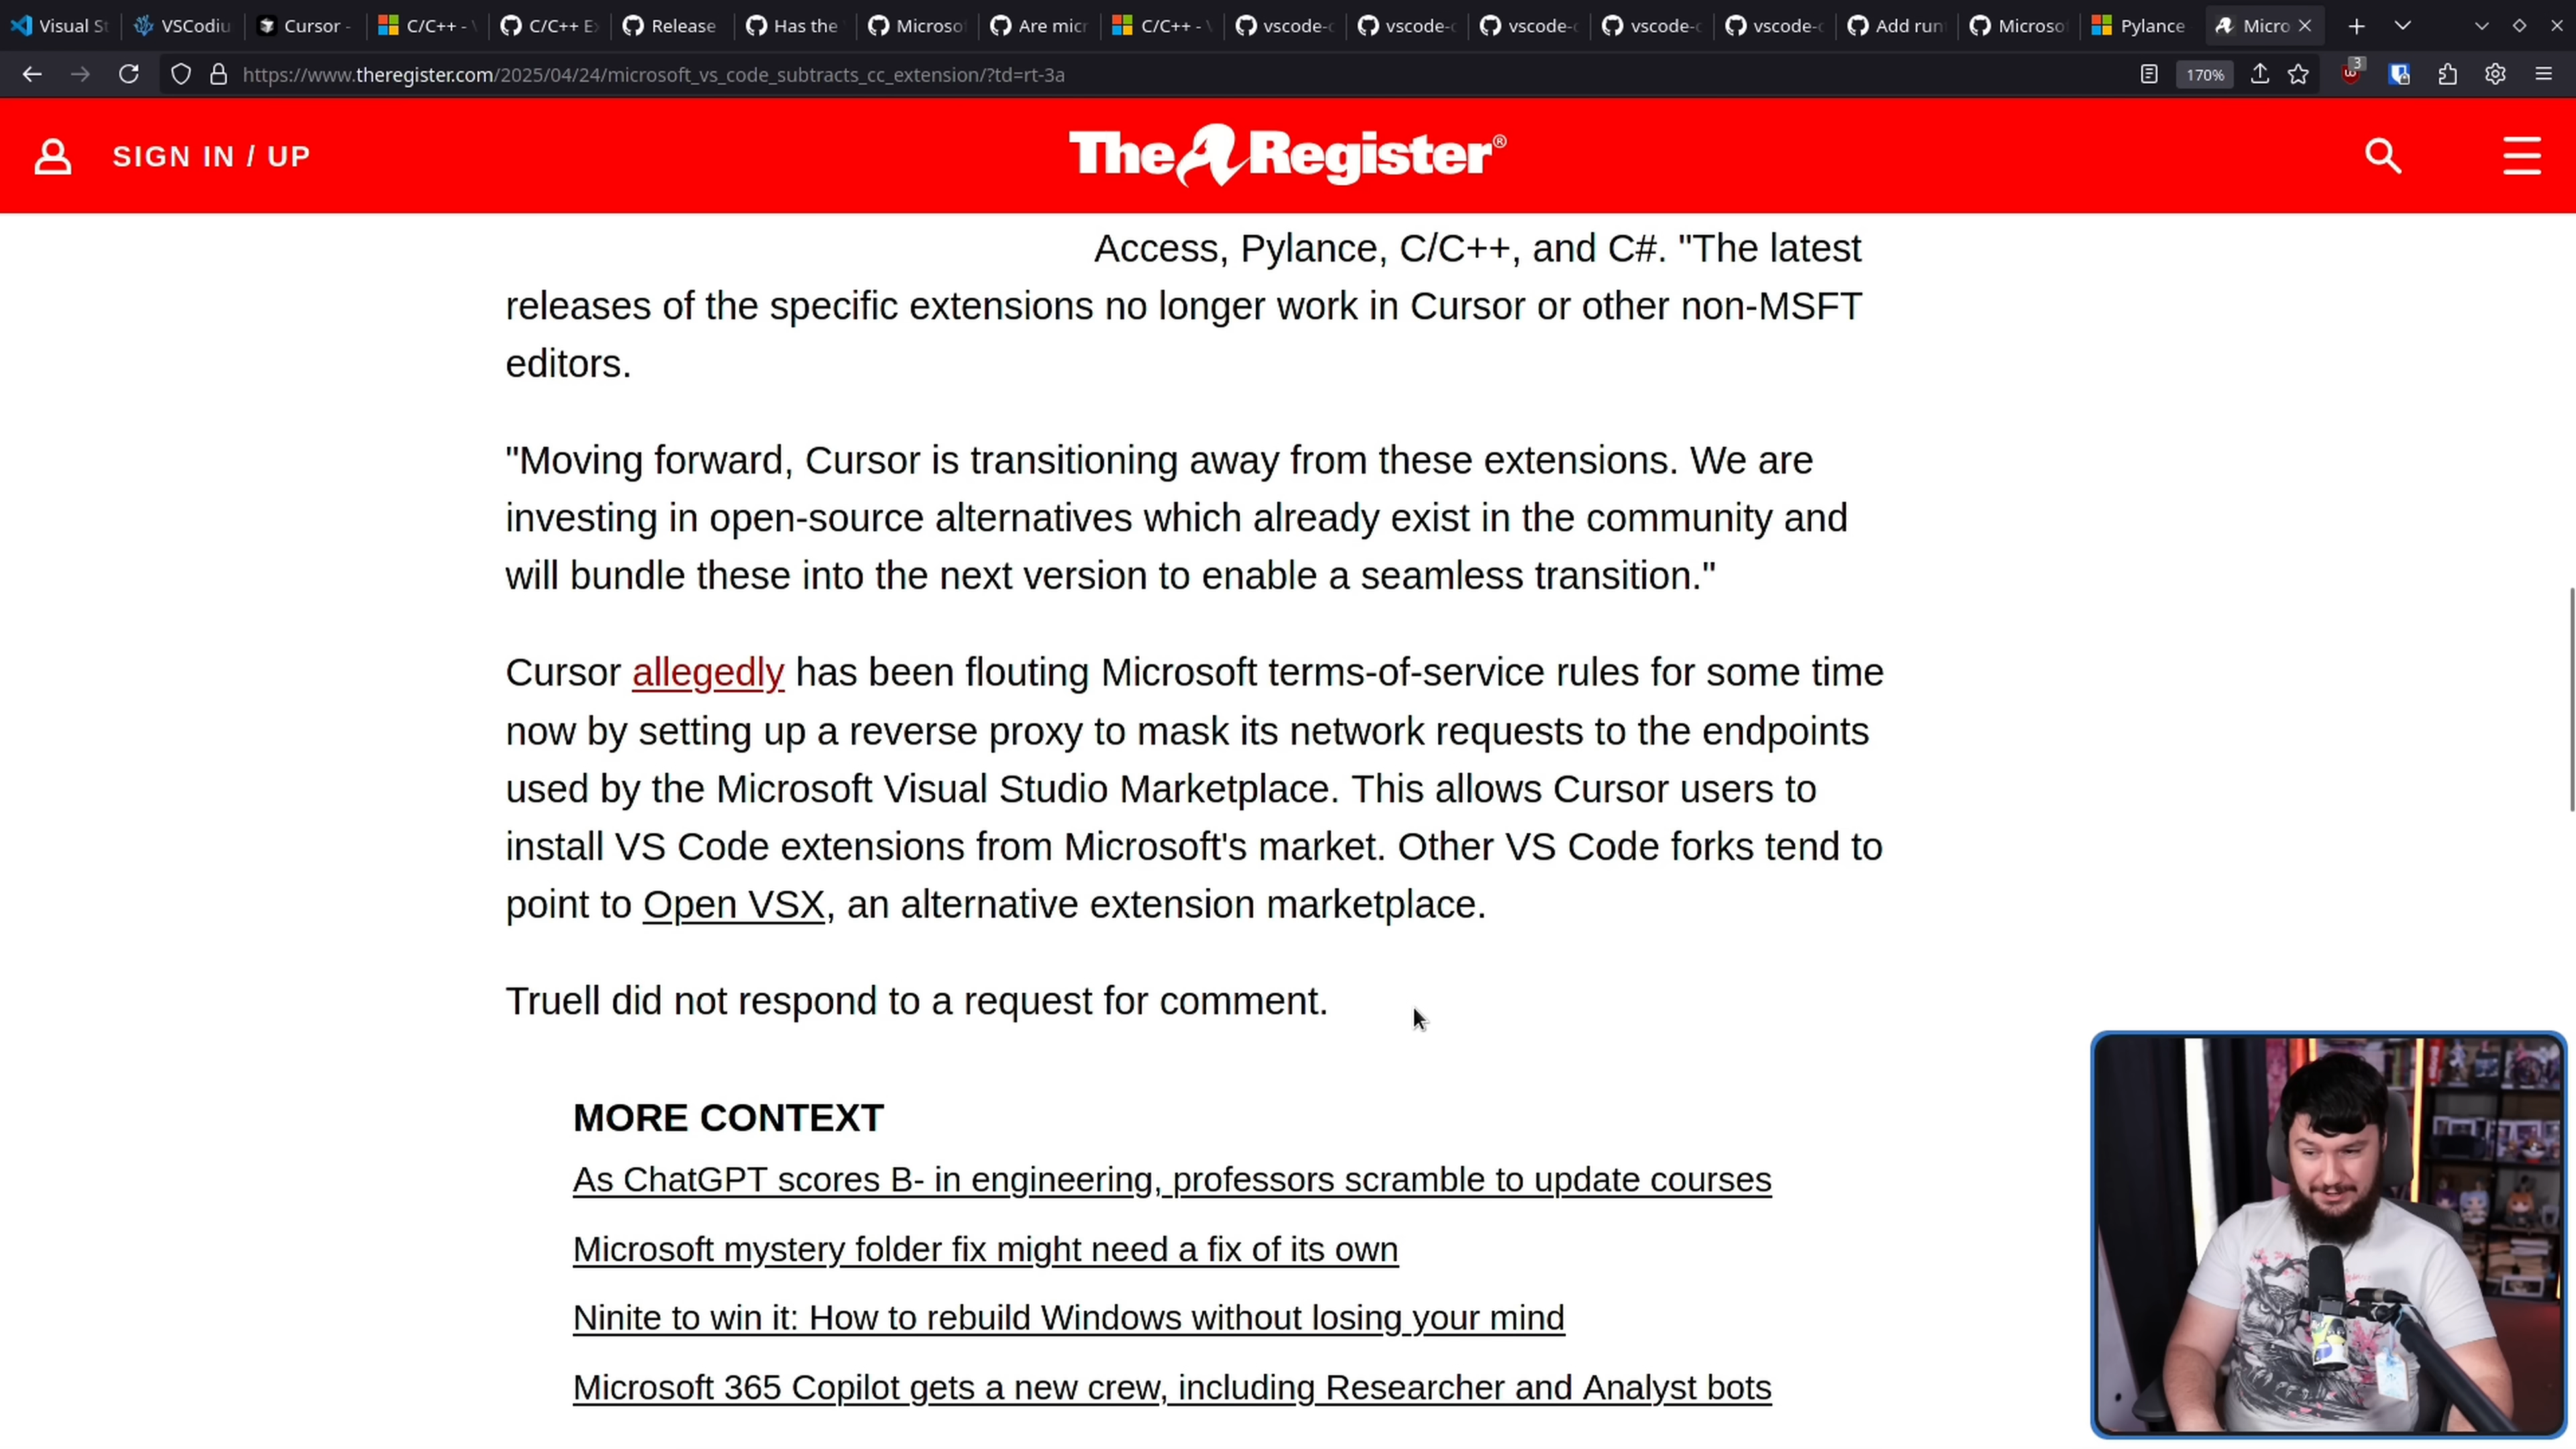 Visual St
VSCodiu
Cursor -
C/C++ - V
C/C++ Ex
Release
Has the
Microso
Are micr
C/C++ - V
vscode-c
vscode-c
vscode-c
vscode-c
vscode-c
Add run
Microso
Pylance
Micro
https://www.theregister.com/2025/04/24/microsoft_vs_code_subtracts_cc_extension/?td=rt-3a
170%
3
SIGN IN / UP
The Register®
Access, Pylance, C/C++, and C#. "The latest
releases of the specific extensions no longer work in Cursor or other non-MSFT
editors.
"Moving forward, Cursor is transitioning away from these extensions. We are
investing in open-source alternatives which already exist in the community and
will bundle these into the next version to enable a seamless transition."
Cursor allegedly has been flouting Microsoft terms-of-service rules for some time
now by setting up a reverse proxy to mask its network requests to the endpoints
used by the Microsoft Visual Studio Marketplace. This allows Cursor users to
install VS Code extensions from Microsoft's market. Other VS Code forks tend to
point to Open VSX, an alternative extension marketplace.
Truell did not respond to a request for comment.
MORE CONTEXT
As ChatGPT scores B- in engineering, professors scramble to update courses
Microsoft mystery folder fix might need a fix of its own
Ninite to win it: How to rebuild Windows without losing your mind
Microsoft 365 Copilot gets a new crew, including Researcher and Analyst bots